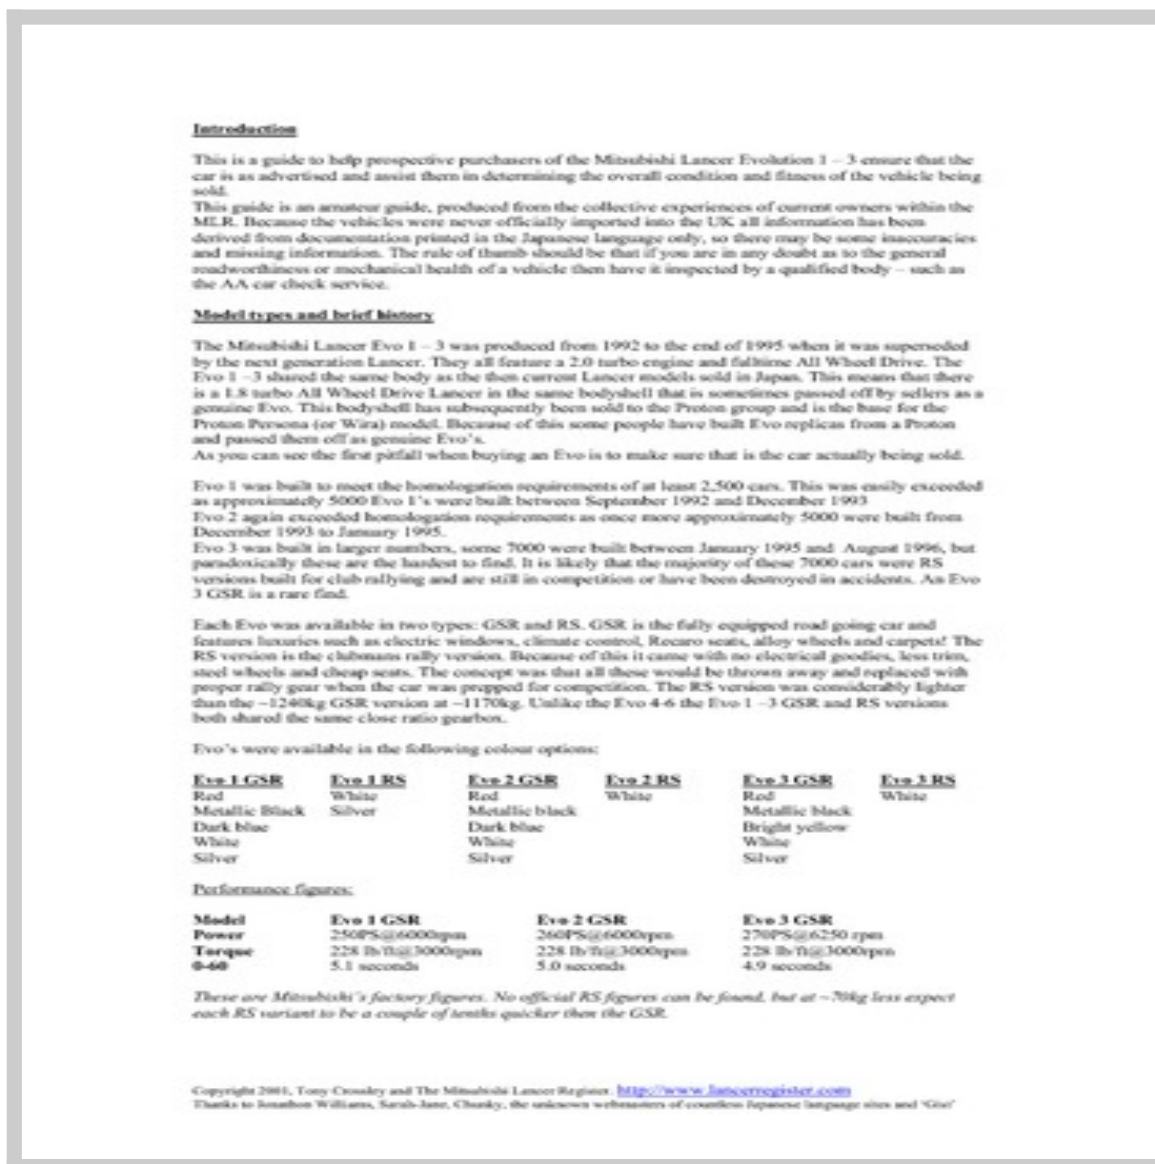 Introduction
This is a guide to help prospective purchasers of the Mitsubishi Lancer Evolution 1 – 3 ensure that the
car is as advertised and assist them in determining the overall condition and fitness of the vehicle being
sold.
This guide is an amateur guide, produced from the collective experiences of current owners within the
MLR. Because the vehicles were never officially imported into the UK all information has been
derived from documentation printed in the Japanese language only, so there may be some inaccuracies
and missing information. The rule of thumb should be that if you are in any doubt as to the general
roadworthiness or mechanical health of a vehicle then have it inspected by a qualified body – such as
the AA car check service.
Model types and brief history
The Mitsubishi Lancer Evo 1 – 3 was produced from 1992 to the end of 1995 when it was superseded
by the next generation Lancer. They all feature a 2.0 turbo engine and fulltime All Wheel Drive. The
Evo 1 –3 shared the same body as the then current Lancer models sold in Japan. This means that there
is a 1.8 turbo All Wheel Drive Lancer in the same bodyshell that is sometimes passed off by sellers as a
genuine Evo. This bodyshell has subsequently been sold to the Proton group and is the base for the
Proton Persona (or Wira) model. Because of this some people have built Evo replicas from a Proton
and passed them off as genuine Evo's.
As you can see the first pitfall when buying an Evo is to make sure that is the car actually being sold.
Evo 1 was built to meet the homologation requirements of at least 2,500 cars. This was easily exceeded
as approximately 5000 Evo 1's were built between September 1992 and December 1993
Evo 2 again exceeded homologation requirements as once more approximately 5000 were built from
December 1993 to January 1995.
Evo 3 was built in larger numbers, some 7000 were built between January 1995 and August 1996, but
paradoxically these are the hardest to find. It is likely that the majority of these 7000 cars were RS
versions built for club rallying and are still in competition or have been destroyed in accidents. An Evo
3 GSR is a rare find.
Each Evo was available in two types: GSR and RS. GSR is the fully equipped road going car and
features luxuries such as electric windows, climate control, Recaro seats, alloy wheels and carpets! The
RS version is the clubmans rally version. Because of this it came with no electrical goodies, less trim,
steel wheels and cheap seats. The concept was that all these would be thrown away and replaced with
proper rally gear when the car was prepped for competition. The RS version was considerably lighter
than the ~1240kg GSR version at ~1170kg. Unlike the Evo 4-6 the Evo 1 –3 GSR and RS versions
both shared the same close ratio gearbox.
Evo's were available in the following colour options:
Evo 1 GSR Evo 1 RS Evo 2 GSR Evo 2 RS Evo 3 GSR Evo 3 RS
Red White Red White Red White
Metallic Black Silver Metallic black Metallic black
Dark blue Dark blue Bright yellow
White White White
Silver Silver Silver
Performance figures:
Model Evo 1 GSR Evo 2 GSR Evo 3 GSR
Power 250PS@6000rpm 260PS@6000rpm 270PS@6250 rpm
Torque 228 lb/ft@3000rpm 228 lb/ft@3000rpm 228 lb/ft@3000rpm
0-60 5.1 seconds 5.0 seconds 4.9 seconds
These are Mitsubishi's factory figures. No official RS figures can be found, but at ~70kg less expect
each RS variant to be a couple of tenths quicker then the GSR.
Copyright 2001, Tony Crossley and The Mitsubishi Lancer Register. http://www.lancerregister.com
Thanks to Jonathon Williams, Sarah-Jane, Chunky, the unknown webmasters of countless Japanese language sites and